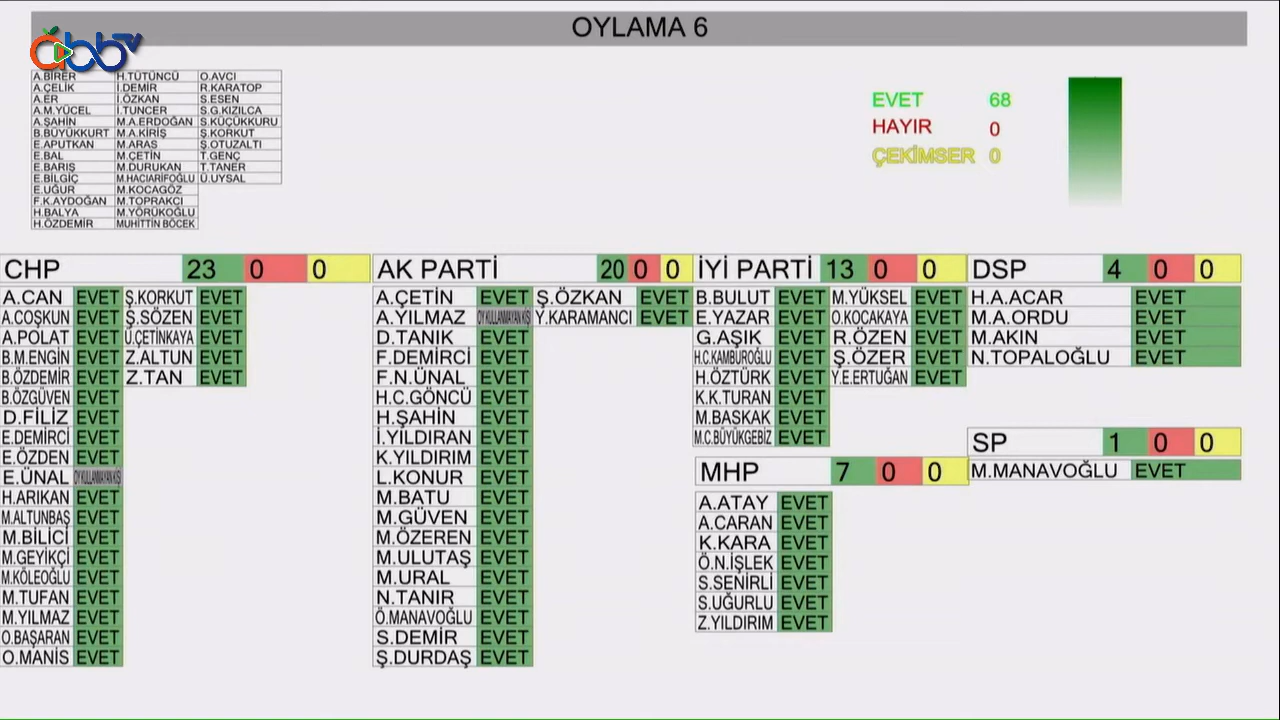 OYLAMA 6
abb TV
A.BİRER H.TÜTÜNCÜ O.AVCI
A.ÇELİK İ.DEMİR R.KARATOP
A.ER İ.ÖZKAN S.ESEN
A.M.YÜCEL İ.TUNCER S.G.KIZILCA
A.ŞAHİN M.A.ERDOĞAN S.KÜÇÜKKURU
B.BÜYÜKKURT M.A.KİRİŞ Ş.KORKUT
E.APUTKAN M.ARAS Ş.OTUZALTI
E.BAL M.ÇETİN T.GENÇ
E.BARIŞ M.DURUKAN T.TANER
E.BİLGİÇ M.HACIARİFOĞLU Ü.UYSAL
E.UĞUR M.KOCAGÖZ
F.K.AYDOĞAN M.TOPRAKCI
H.BALYA M.YÖRÜKOĞLU
H.ÖZDEMİR MUHİTTİN BÖCEK
EVET 68
HAYIR 0
ÇEKİMSER 0
CHP 23 0 0
A.CAN EVET Ş.KORKUT EVET
A.COŞKUN EVET Ş.SÖZEN EVET
A.POLAT EVET U.ÇETİNKAYA EVET
B.M.ENGİN EVET Z.ALTUN EVET
B.ÖZDEMİR EVET Z.TAN EVET
B.ÖZGÜVEN EVET
D.FİLİZ EVET
E.DEMİRCİ EVET
E.ÖZDEN EVET
E.ÜNAL OY KULLANMAYAN KİŞİ
H.ARIKAN EVET
M.ALTUNBAŞ EVET
M.BİLİCİ EVET
M.GEYİKÇİ EVET
M.KÖLEOĞLU EVET
M.TUFAN EVET
M.YILMAZ EVET
O.BAŞARAN EVET
O.MANİS EVET
AK PARTİ 20 0 0
A.ÇETİN EVET Ş.ÖZKAN EVET
A.YILMAZ OY KULLANMAYAN KİŞİ Y.KARAMANCI EVET
D.TANIK EVET
F.DEMİRCİ EVET
F.N.ÜNAL EVET
H.C.GÖNCÜ EVET
H.ŞAHİN EVET
İ.YILDIRAN EVET
K.YILDIRIM EVET
L.KONUR EVET
M.BATU EVET
M.GÜVEN EVET
M.ÖZEREN EVET
M.ULUTAŞ EVET
M.URAL EVET
N.TANIR EVET
Ö.MANAVOĞLU EVET
S.DEMİR EVET
Ş.DURDAŞ EVET
İYİ PARTİ 13 0 0
B.BULUT EVET M.YÜKSEL EVET
E.YAZAR EVET O.KOCAKAYA EVET
G.AŞIK EVET R.ÖZEN EVET
H.C.KAMBUROĞLU EVET Ş.ÖZER EVET
H.ÖZTÜRK EVET Y.E.ERTUĞAN EVET
K.K.TURAN EVET
M.BASKAK EVET
M.C.BÜYÜKGEBİZ EVET
MHP 7 0 0
A.ATAY EVET
A.CARAN EVET
K.KARA EVET
Ö.N.İŞLEK EVET
S.SENİRLİ EVET
S.UĞURLU EVET
Z.YILDIRIM EVET
DSP 4 0 0
H.A.ACAR EVET
M.A.ORDU EVET
M.AKIN EVET
N.TOPALOĞLU EVET
SP 1 0 0
M.MANAVOĞLU EVET